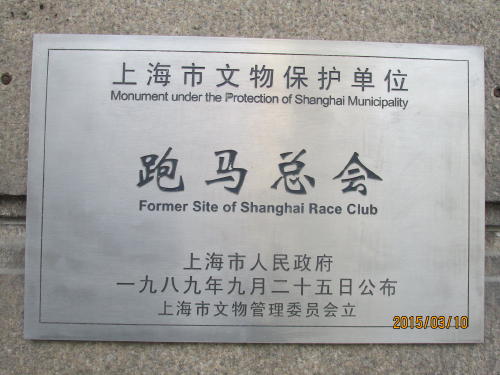 上海市文物保护单位
Monument under the Protection of Shanghai Municipality
跑马总会
Former Site of Shanghai Race Club
上海市人民政府
一九八九年九月二十五日公布
上海市文物管理委员会立
2015/03/10